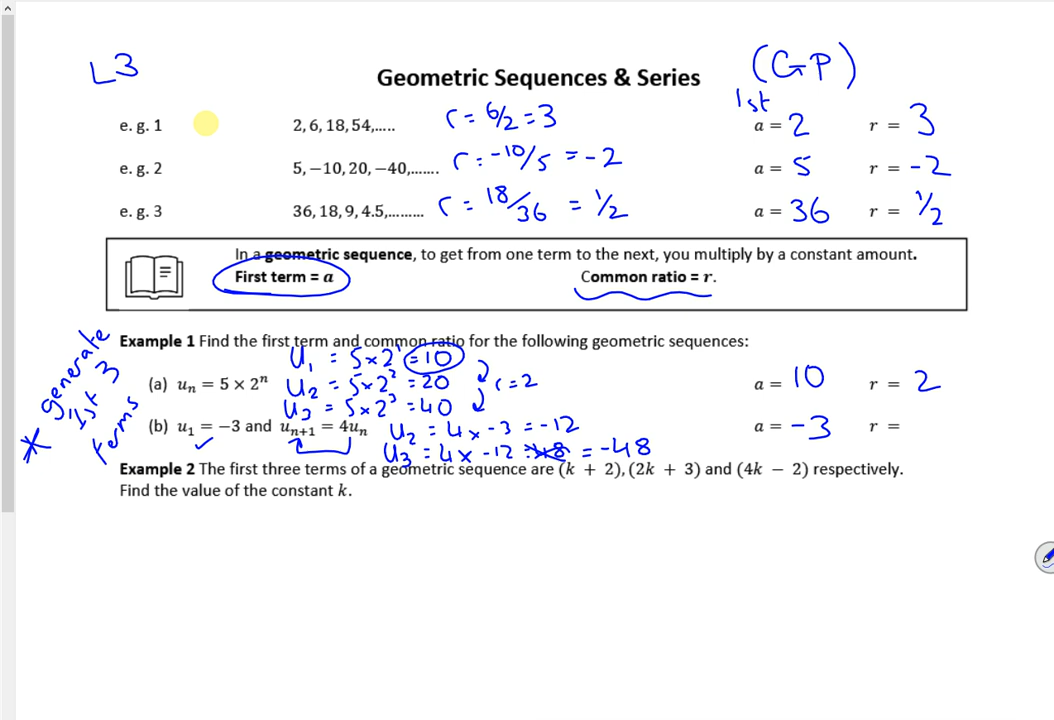 L3
Geometric Sequences & Series (GP)
1st
e. g. 1 2, 6, 18, 54,..... r = 6/2 = 3 a = 2 r = 3
e. g. 2 5, −10, 20, −40,....... r = -10/5 = -2 a = 5 r = -2
e. g. 3 36, 18, 9, 4.5,......... r = 18/36 = 1/2 a = 36 r = 1/2
In a geometric sequence, to get from one term to the next, you multiply by a constant amount.
First term = a Common ratio = r.
* generate 1st 3 terms
Example 1 Find the first term and common ratio for the following geometric sequences:
U₁ = 5×2¹ = 10
(a) uₙ = 5 × 2ⁿ U₂ = 5×2² = 20 r = 2 a = 10 r = 2
U₃ = 5×2³ = 40
(b) u₁ = −3 and uₙ₊₁ = 4uₙ U₂ = 4 × -3 = -12 a = -3 r =
U₃ = 4 × -12 = -48
Example 2 The first three terms of a geometric sequence are (k + 2), (2k + 3) and (4k − 2) respectively.
Find the value of the constant k.